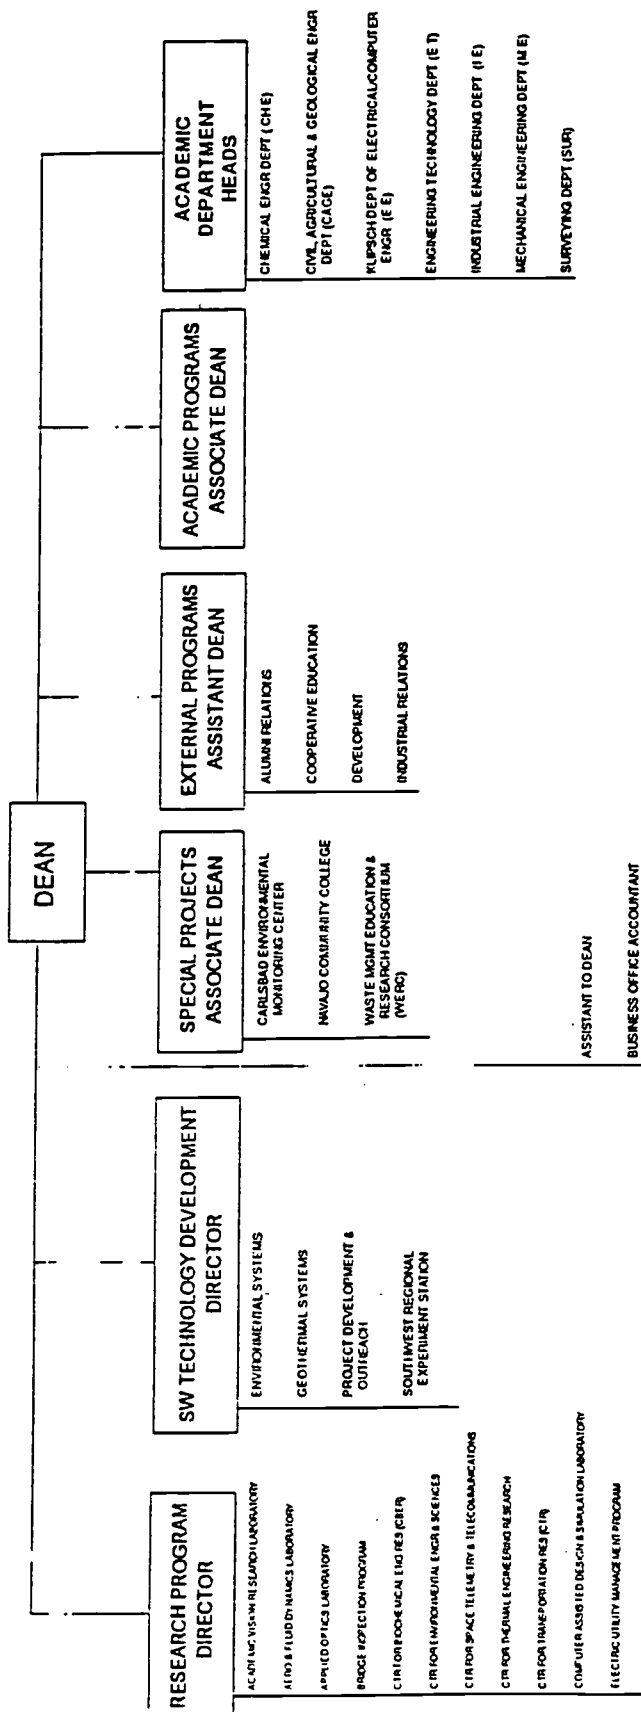 DEAN
RESEARCH PROGRAM
DIRECTOR
ACADEMIC VISION RESEARCH LABORATORY
AERO & FLUID DYNAMICS LABORATORY
APPLIED OPTICS LABORATORY
BRIDGE INSPECTION PROGRAM
CTR FOR BIOCHEMICAL ENG RES (CBER)
CTR FOR ENVIRONMENTAL ENGR & SCIENCES
CTR FOR SPACE TELEMETRY & TELECOMMUNICATIONS
CTR FOR THERMAL ENGINEERING RESEARCH
CTR FOR TRANSPORTATION RES (CTR)
COMPUTER ASSISTED DESIGN & SIMULATION LABORATORY
ELECTRIC UTILITY MANAGEMENT PROGRAM
SW TECHNOLOGY DEVELOPMENT
DIRECTOR
ENVIRONMENTAL SYSTEMS
GEOTHERMAL SYSTEMS
PROJECT DEVELOPMENT &
OUTREACH
SOUTHWEST REGIONAL
EXPERIMENT STATION
SPECIAL PROJECTS
ASSOCIATE DEAN
CARLSBAD ENVIRONMENTAL
MONITORING CENTER
NAVAJO COMMUNITY COLLEGE
WASTE MGMT EDUCATION &
RESEARCH CONSORTIUM
(WERC)
ASSISTANT TO DEAN
BUSINESS OFFICE ACCOUNTANT
EXTERNAL PROGRAMS
ASSISTANT DEAN
ALUMNI RELATIONS
COOPERATIVE EDUCATION
DEVELOPMENT
INDUSTRIAL RELATIONS
ACADEMIC PROGRAMS
ASSOCIATE DEAN
ACADEMIC
DEPARTMENT
HEADS
CHEMICAL ENGR DEPT (CHE)
CIVIL, AGRICULTURAL & GEOLOGICAL ENGR
DEPT (CAGE)
KLIPSCH DEPT OF ELECTRICAL/COMPUTER
ENGR (E E)
ENGINEERING TECHNOLOGY DEPT (E T)
INDUSTRIAL ENGINEERING DEPT (I E)
MECHANICAL ENGINEERING DEPT (M E)
SURVEYING DEPT (SUR)